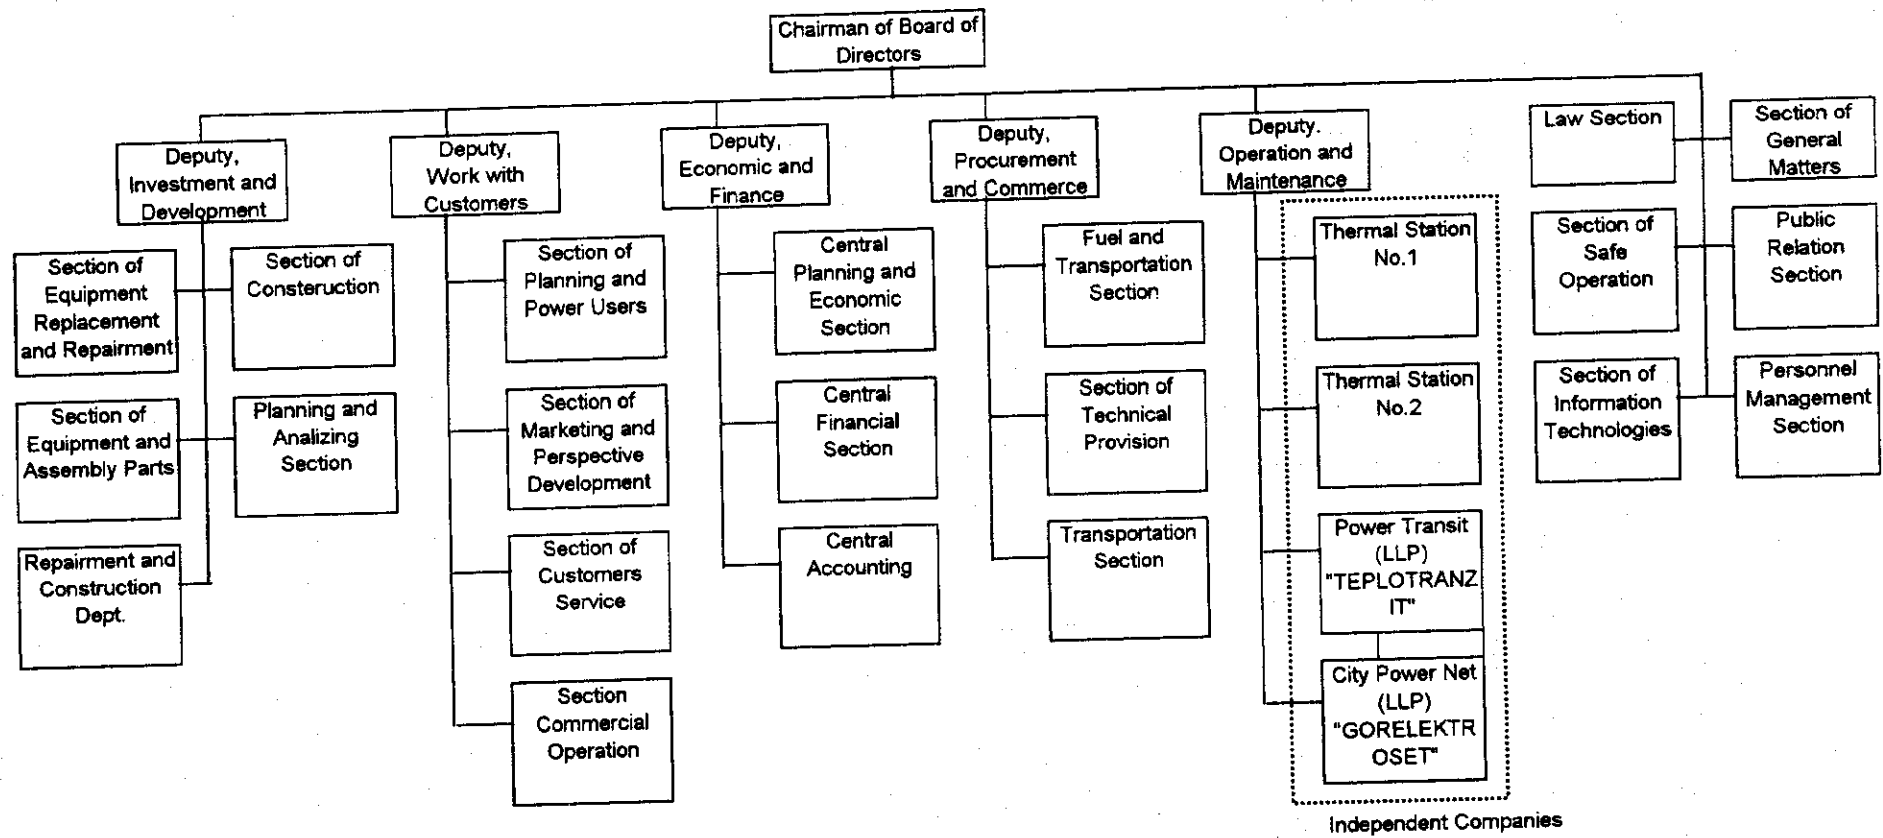 Chairman of Board of
Directors
Deputy,
Investment and
Development
Deputy,
Work with
Customers
Deputy,
Economic and
Finance
Deputy,
Procurement
and Commerce
Deputy.
Operation and
Maintenance
Law Section
Section of
General
Matters
Section of
Equipment
Replacement
and Repairment
Section of
Consteruction
Section of
Equipment and
Assembly Parts
Planning and
Analizing
Section
Repairment and
Construction
Dept.
Section of
Planning and
Power Users
Section of
Marketing and
Perspective
Development
Section of
Customers
Service
Section
Commercial
Operation
Central
Planning and
Economic
Section
Central
Financial
Section
Central
Accounting
Fuel and
Transportation
Section
Section of
Technical
Provision
Transportation
Section
Thermal Station
No.1
Thermal Station
No.2
Power Transit
(LLP)
"TEPLOTRANZ
IT"
City Power Net
(LLP)
"GORELEKTR
OSET"
Independent Companies
Section of
Safe
Operation
Public
Relation
Section
Section of
Information
Technologies
Personnel
Management
Section